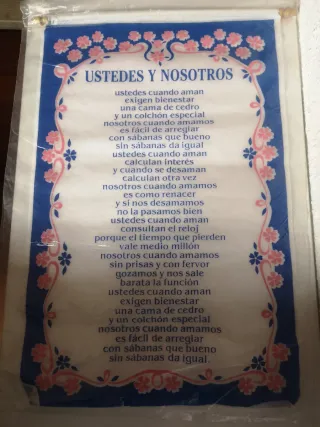 USTEDES Y NOSOTROS
ustedes cuando aman
exigen bienestar
una cama de cedro
y un colchón especial
nosotros cuando amamos
es fácil de arreglar
con sábanas que bueno
sin sábanas da igual
ustedes cuando aman
calculan interés
y cuando se desaman
calculan otra vez
nosotros cuando amamos
es como renacer
y si nos desamamos
no la pasamos bien
ustedes cuando aman
consultan el reloj
porque el tiempo que pierden
vale medio millón
nosotros cuando amamos
sin prisas y con fervor
gozamos y nos sale
barata la función
ustedes cuando aman
exigen bienestar
una cama de cedro
y un colchón especial
nosotros cuando amamos
es fácil de arreglar
con sábanas que bueno
sin sábanas da igual.